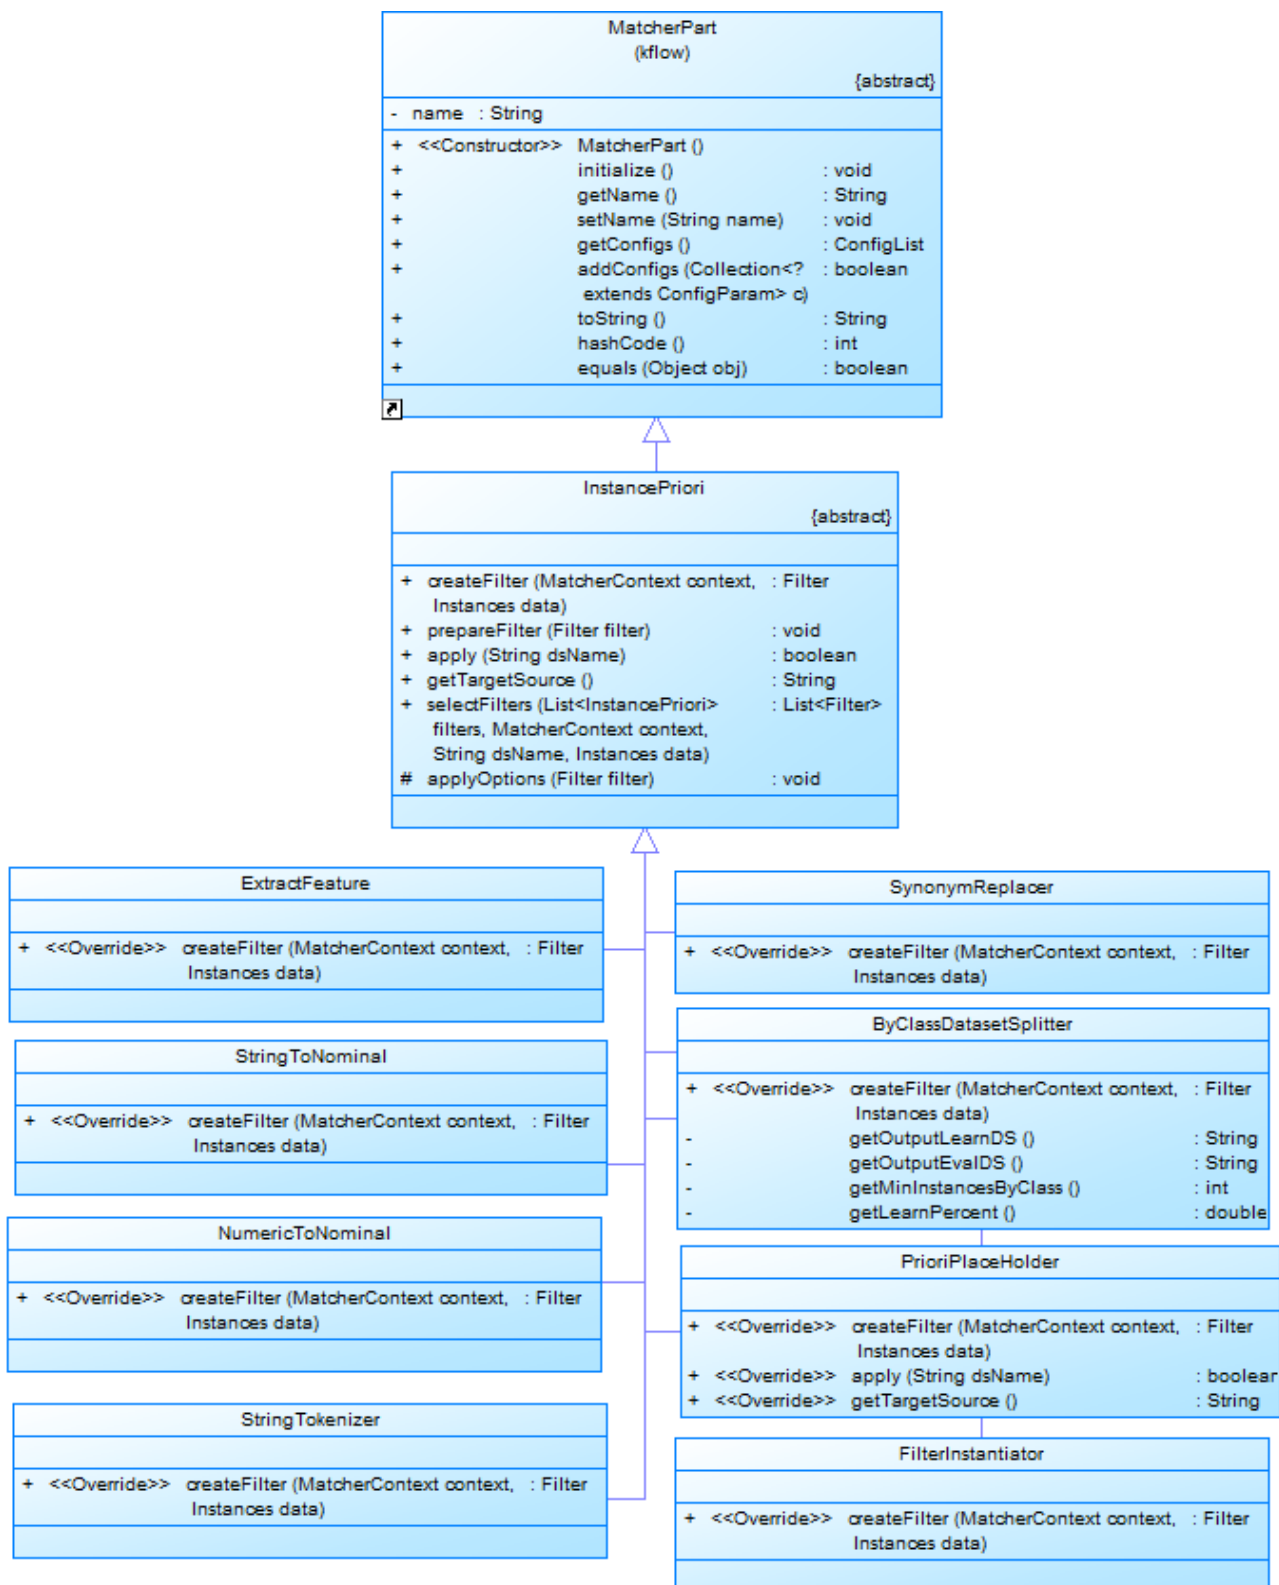 MatcherPart
(kflow)
{abstract}
- name : String
+ <<Constructor>> MatcherPart ()
+ initialize () : void
+ getName () : String
+ setName (String name) : void
+ getConfigs () : ConfigList
+ addConfigs (Collection<? : boolean
extends ConfigParam> c)
+ toString () : String
+ hashCode () : int
+ equals (Object obj) : boolean
InstancePriori
{abstract}
+ createFilter (MatcherContext context, : Filter
Instances data)
+ prepareFilter (Filter filter) : void
+ apply (String dsName) : boolean
+ getTargetSource () : String
+ selectFilters (List<InstancePriori> : List<Filter>
filters, MatcherContext context,
String dsName, Instances data)
# applyOptions (Filter filter) : void
ExtractFeature
+ <<Override>> createFilter (MatcherContext context, : Filter
Instances data)
StringToNominal
+ <<Override>> createFilter (MatcherContext context, : Filter
Instances data)
NumericToNominal
+ <<Override>> createFilter (MatcherContext context, : Filter
Instances data)
StringTokenizer
+ <<Override>> createFilter (MatcherContext context, : Filter
Instances data)
SynonymReplacer
+ <<Override>> createFilter (MatcherContext context, : Filter
Instances data)
ByClassDatasetSplitter
+ <<Override>> createFilter (MatcherContext context, : Filter
Instances data)
- getOutputLearnDS () : String
- getOutputEvalDS () : String
- getMinInstancesByClass () : int
- getLearnPercent () : double
PrioriPlaceHolder
+ <<Override>> createFilter (MatcherContext context, : Filter
Instances data)
+ <<Override>> apply (String dsName) : boolean
+ <<Override>> getTargetSource () : String
FilterInstantiator
+ <<Override>> createFilter (MatcherContext context, : Filter
Instances data)